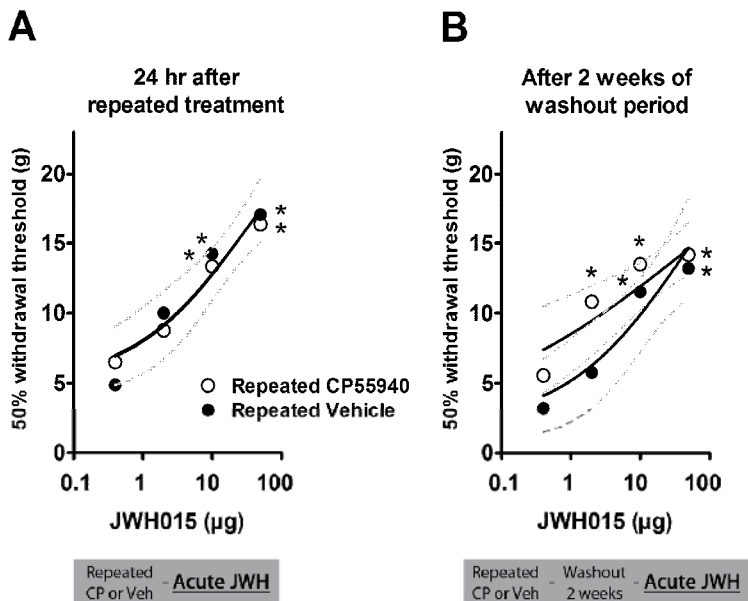 A
24 hr after
repeated treatment
50% withdrawal threshold (g)
20
15
10
5
0
* *
* *
Repeated CP55940
Repeated Vehicle
0.1 1 10 100
JWH015 (µg)
Repeated
CP or Veh
- Acute JWH
B
After 2 weeks of
washout period
50% withdrawal threshold (g)
20
15
10
5
0
* * *
* *
0.1 1 10 100
JWH015 (µg)
Repeated
CP or Veh
- Washout
2 weeks
- Acute JWH